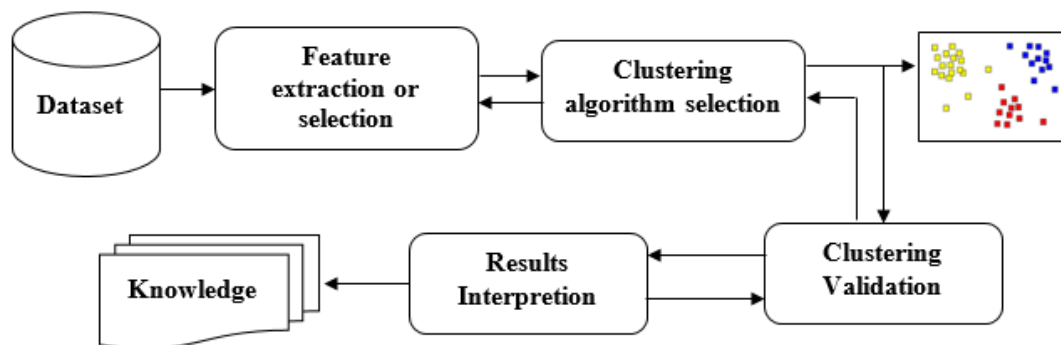 Dataset
Feature
extraction or
selection
Clustering
algorithm selection
Clustering
Validation
Results
Interpretion
Knowledge